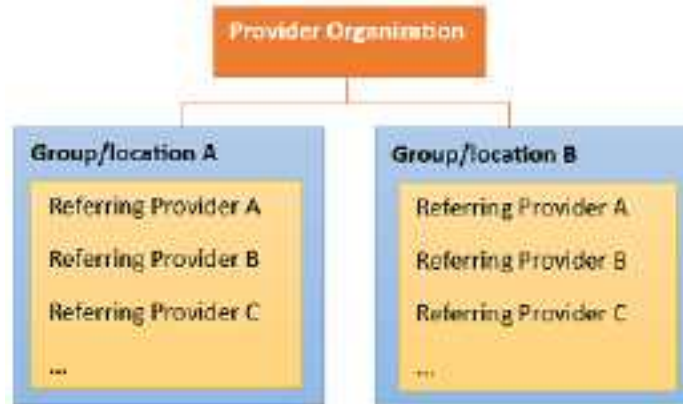 Provider Organization
Group/location A
Referring Provider A
Referring Provider B
Referring Provider C
...
Group/location B
Referring Provider A
Referring Provider B
Referring Provider C
...